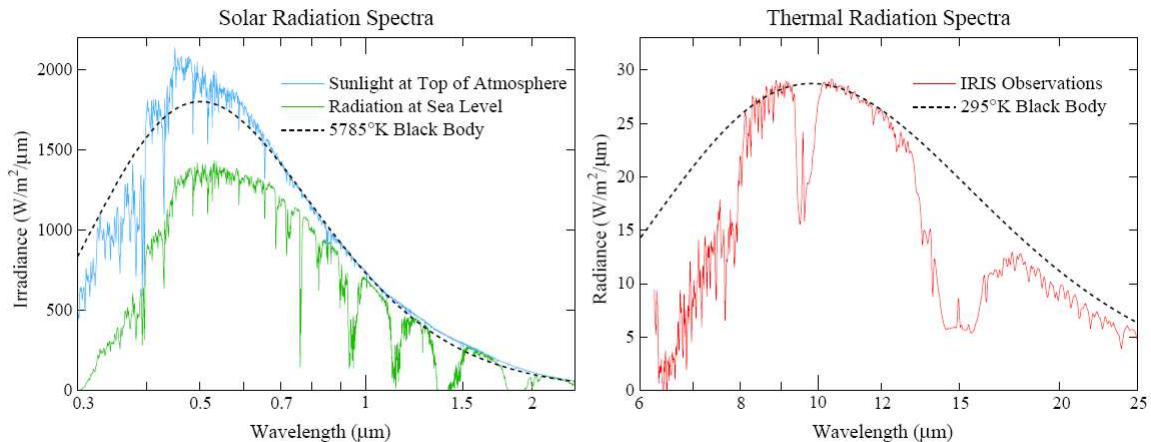 Solar Radiation Spectra
2000
1500
1000
500
0
Irradiance (W/m²/μm)
Sunlight at Top of Atmosphere
Radiation at Sea Level
5785°K Black Body
0.3 0.5 0.7 1 1.5 2
Wavelength (μm)
Thermal Radiation Spectra
30
25
20
15
10
5
0
Radiance (W/m²/μm)
IRIS Observations
295°K Black Body
6 8 10 12 15 20 25
Wavelength (μm)